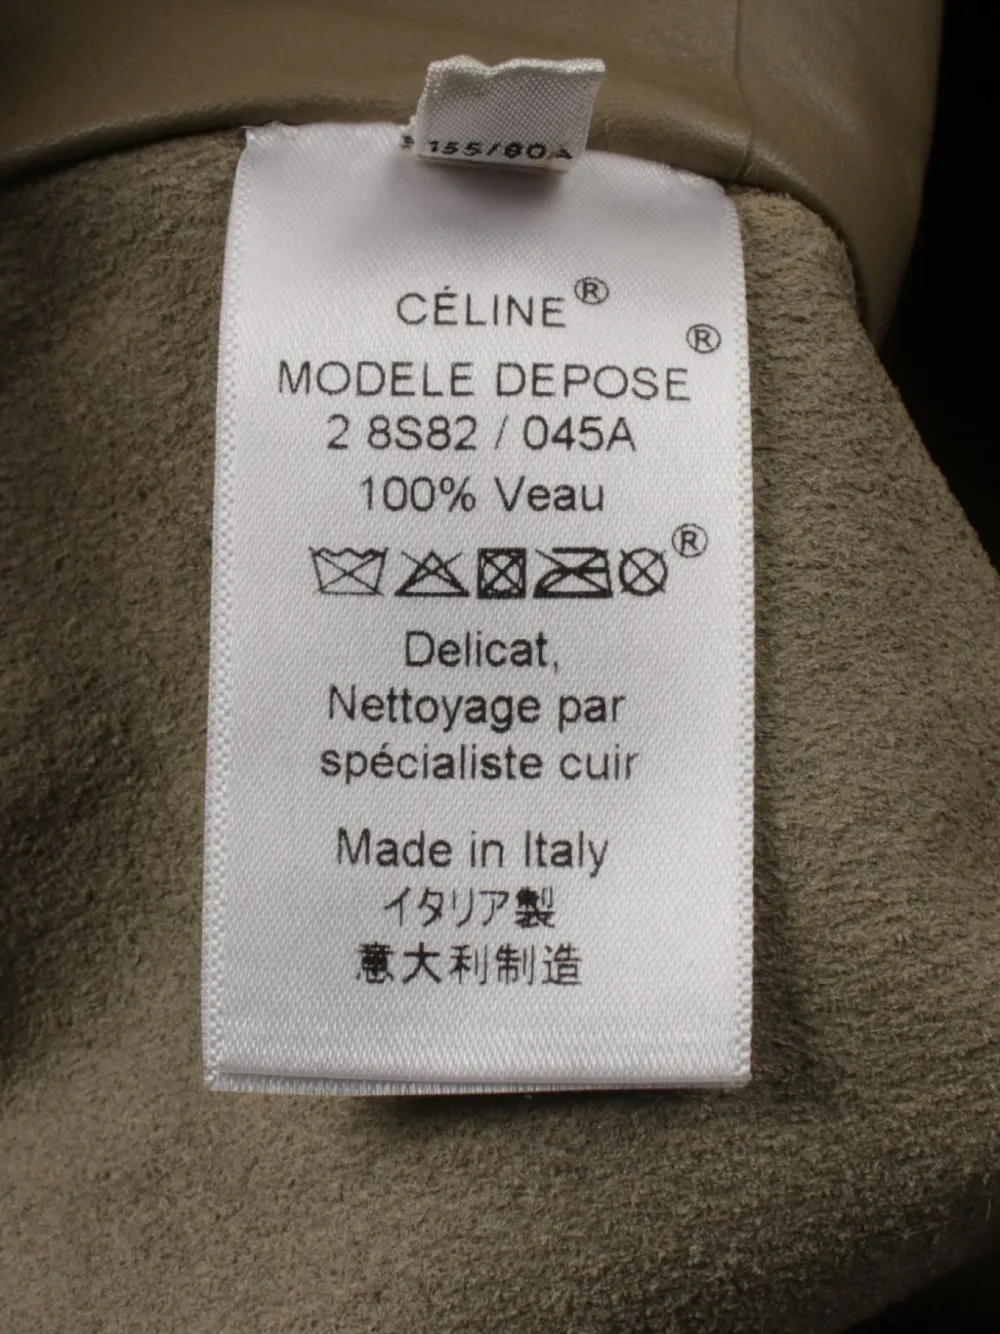 155/80A
CÉLINE®
®
MODELE DEPOSE
2 8S82 / 045A
100% Veau
®
Delicat,
Nettoyage par
spécialiste cuir
Made in Italy
イタリア製
意大利制造